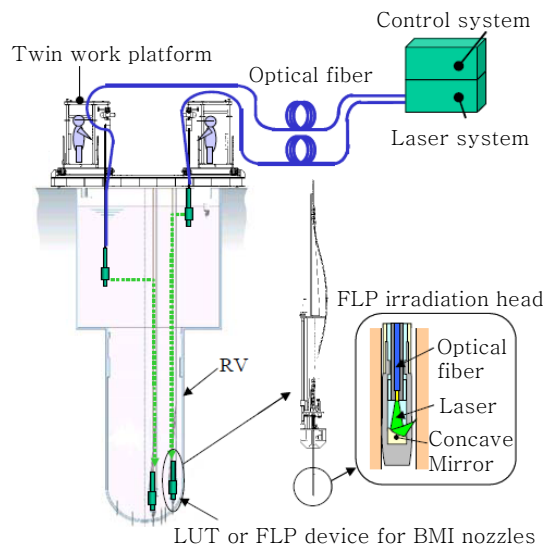 Control system
Twin work platform
Optical fiber
Laser system
FLP irradiation head
Optical
fiber
RV
Laser
Concave
Mirror
LUT or FLP device for BMI nozzles